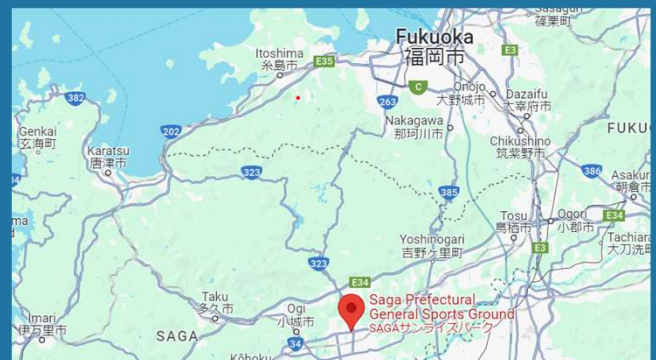 Sasaguri
篠栗町
Fukuoka
福岡市
Itoshima
糸島市
E35
E3
C
Onojo
大野城市
Dazaifu
太宰府市
382
263
Genkai
玄海町
Karatsu
唐津市
202
Nakagawa
那珂川市
Chikushino
筑紫野市
FUKU
323
385
386
Asakura
朝倉市
Tosu
鳥栖市
Ogori
小郡市
E34
Tachiara
大刀洗町
E3
Yoshinogari
吉野ヶ里町
323
E34
Imari
伊万里市
Taku
多久市
Ogi
小城市
Saga Prefectural
General Sports Ground
SAGAサンライズパーク
SAGA
34
Kōhoku